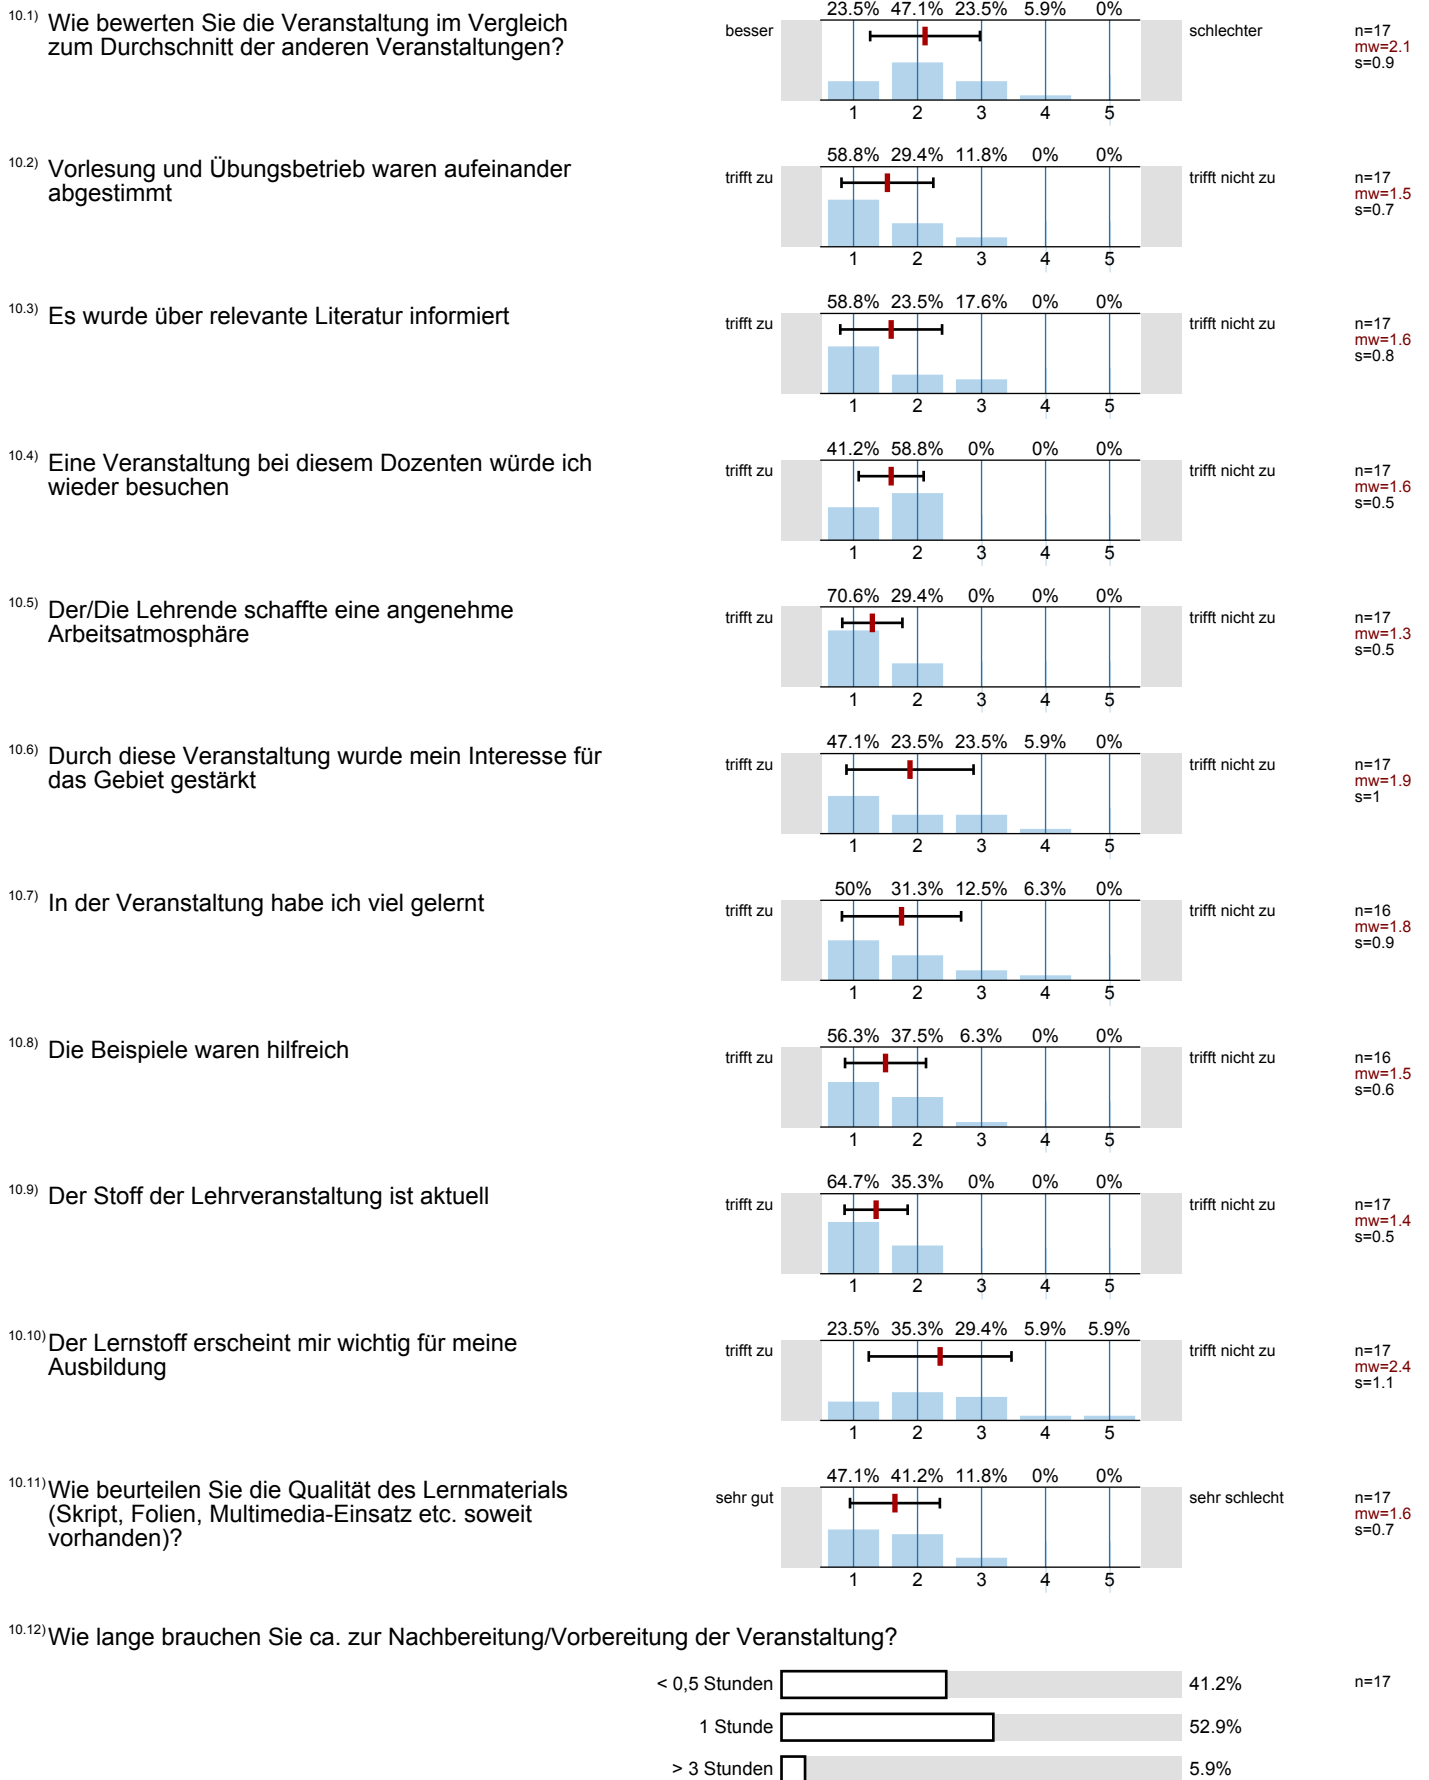 10.1) Wie bewerten Sie die Veranstaltung im Vergleich
zum Durchschnitt der anderen Veranstaltungen?
23.5% 47.1% 23.5% 5.9% 0%
besser
schlechter
n=17
mw=2.1
s=0.9
1 2 3 4 5
10.2) Vorlesung und Übungsbetrieb waren aufeinander
abgestimmt
58.8% 29.4% 11.8% 0% 0%
trifft zu
trifft nicht zu
n=17
mw=1.5
s=0.7
1 2 3 4 5
10.3) Es wurde über relevante Literatur informiert
58.8% 23.5% 17.6% 0% 0%
trifft zu
trifft nicht zu
n=17
mw=1.6
s=0.8
1 2 3 4 5
10.4) Eine Veranstaltung bei diesem Dozenten würde ich
wieder besuchen
41.2% 58.8% 0% 0% 0%
trifft zu
trifft nicht zu
n=17
mw=1.6
s=0.5
1 2 3 4 5
10.5) Der/Die Lehrende schaffte eine angenehme
Arbeitsatmosphäre
70.6% 29.4% 0% 0% 0%
trifft zu
trifft nicht zu
n=17
mw=1.3
s=0.5
1 2 3 4 5
10.6) Durch diese Veranstaltung wurde mein Interesse für
das Gebiet gestärkt
47.1% 23.5% 23.5% 5.9% 0%
trifft zu
trifft nicht zu
n=17
mw=1.9
s=1
1 2 3 4 5
10.7) In der Veranstaltung habe ich viel gelernt
50% 31.3% 12.5% 6.3% 0%
trifft zu
trifft nicht zu
n=16
mw=1.8
s=0.9
1 2 3 4 5
10.8) Die Beispiele waren hilfreich
56.3% 37.5% 6.3% 0% 0%
trifft zu
trifft nicht zu
n=16
mw=1.5
s=0.6
1 2 3 4 5
10.9) Der Stoff der Lehrveranstaltung ist aktuell
64.7% 35.3% 0% 0% 0%
trifft zu
trifft nicht zu
n=17
mw=1.4
s=0.5
1 2 3 4 5
10.10) Der Lernstoff erscheint mir wichtig für meine
Ausbildung
23.5% 35.3% 29.4% 5.9% 5.9%
trifft zu
trifft nicht zu
n=17
mw=2.4
s=1.1
1 2 3 4 5
10.11) Wie beurteilen Sie die Qualität des Lernmaterials
(Skript, Folien, Multimedia-Einsatz etc. soweit
vorhanden)?
47.1% 41.2% 11.8% 0% 0%
sehr gut
sehr schlecht
n=17
mw=1.6
s=0.7
1 2 3 4 5
10.12) Wie lange brauchen Sie ca. zur Nachbereitung/Vorbereitung der Veranstaltung?
< 0,5 Stunden 41.2% n=17
1 Stunde 52.9%
> 3 Stunden 5.9%